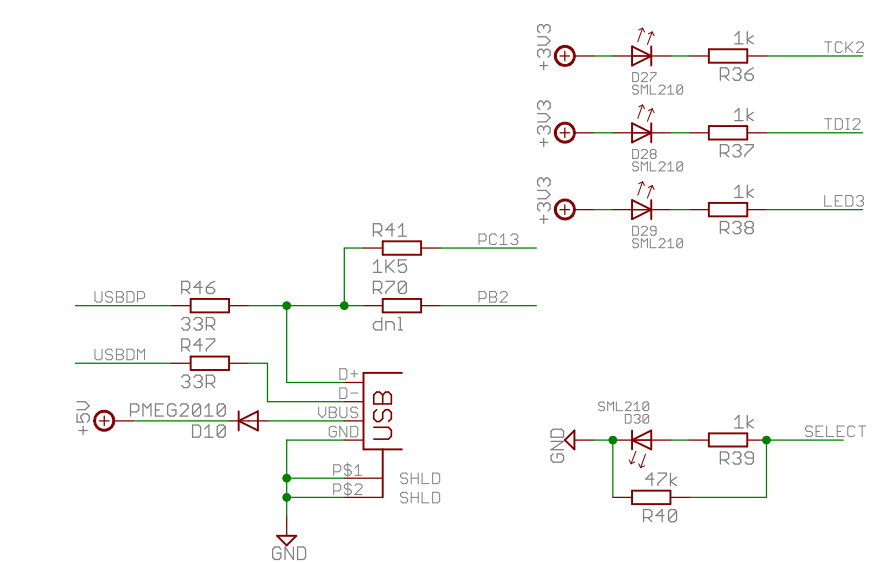 +3V3
1k
TCK2
D27
SML210
R36
+3V3
1k
TDI2
D28
SML210
R37
+3V3
1k
LED3
D29
SML210
R38
R41
PC13
1K5
R46
R70
USBDP
PB2
33R
dnl
R47
USBDM
33R
D+
D-
+5V
PMEG2010
D10
VBUS
GND
USB
P$1
SHLD
P$2
SHLD
GND
SML210
D30
1k
SELECT
GND
R39
47k
R40